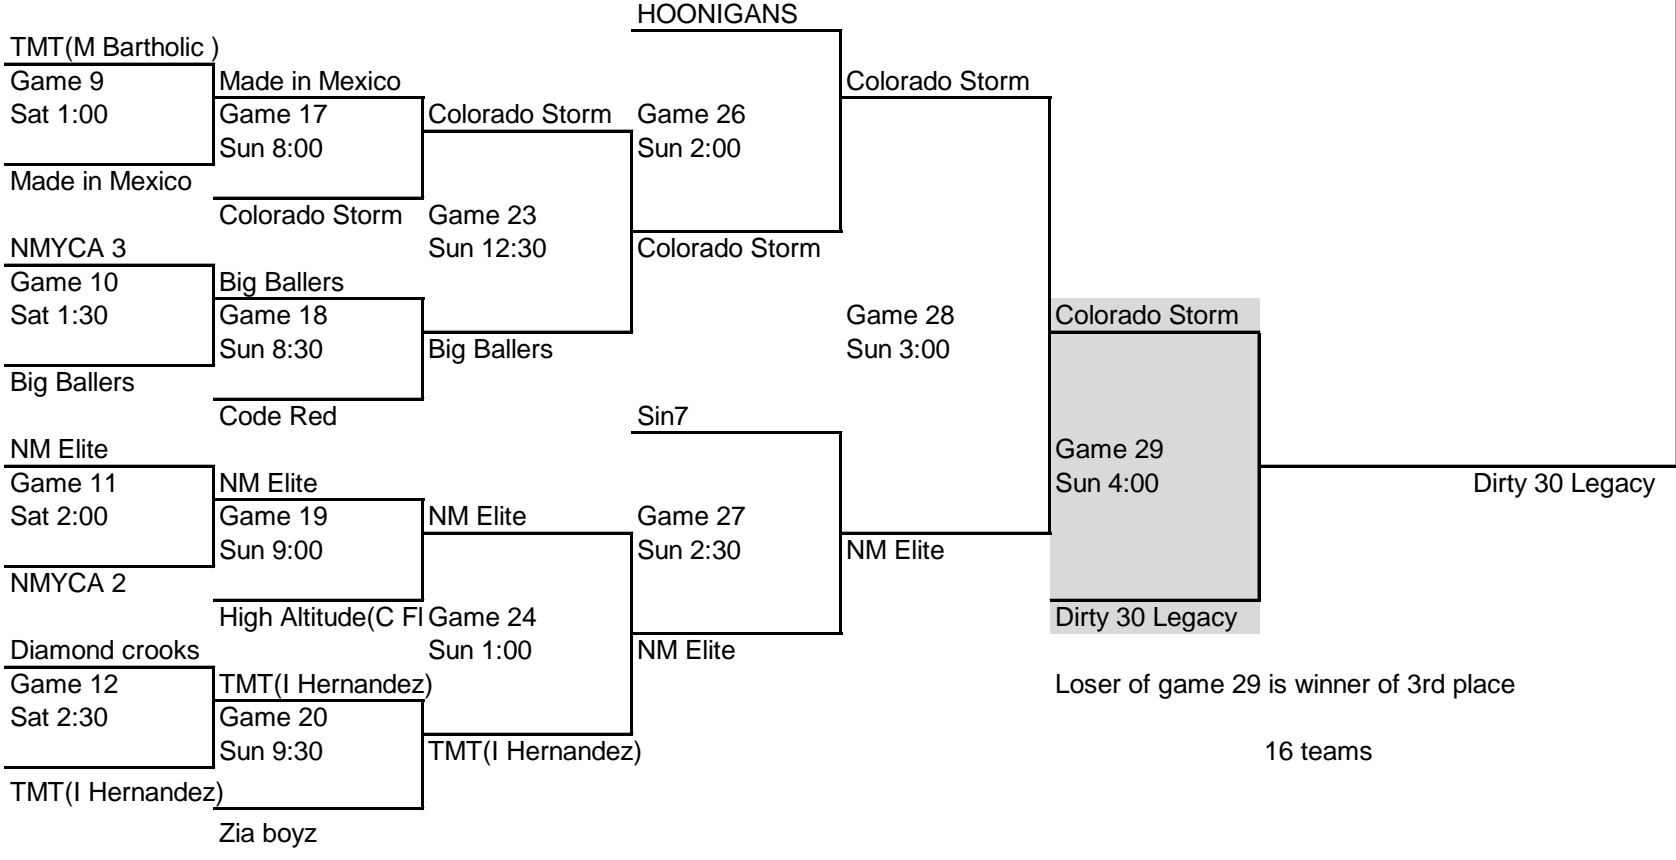 HOONIGANS
TMT(M Bartholic )
Game 9
Made in Mexico
Colorado Storm
Sat 1:00
Game 17
Colorado Storm
Game 26
Sun 8:00
Sun 2:00
Made in Mexico
Colorado Storm
Game 23
NMYCA 3
Sun 12:30
Colorado Storm
Game 10
Big Ballers
Sat 1:30
Game 18
Game 28
Colorado Storm
Sun 8:30
Big Ballers
Sun 3:00
Big Ballers
Code Red
Sin7
NM Elite
Game 29
Game 11
NM Elite
Sun 4:00
Dirty 30 Legacy
Sat 2:00
Game 19
NM Elite
Game 27
Sun 9:00
Sun 2:30
NM Elite
NMYCA 2
High Altitude(C Fl
Game 24
Dirty 30 Legacy
Diamond crooks
Sun 1:00
NM Elite
Game 12
TMT(I Hernandez)
Loser of game 29 is winner of 3rd place
Sat 2:30
Game 20
Sun 9:30
TMT(I Hernandez)
16 teams
TMT(I Hernandez)
Zia boyz